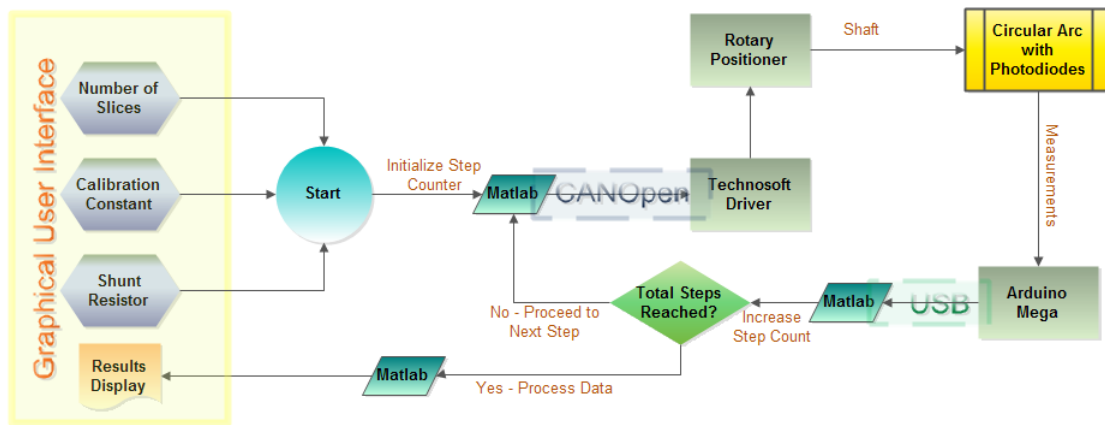 Graphical User Interface
Number of
Slices
Calibration
Constant
Shunt
Resistor
Results
Display
Start
Initialize Step
Counter
Matlab
CANOpen
Technosoft
Driver
Rotary
Positioner
Shaft
Circular Arc
with
Photodiodes
Measurements
Arduino
Mega
USB
Matlab
Increase
Step Count
Total Steps
Reached?
No - Proceed to
Next Step
Yes - Process Data
Matlab